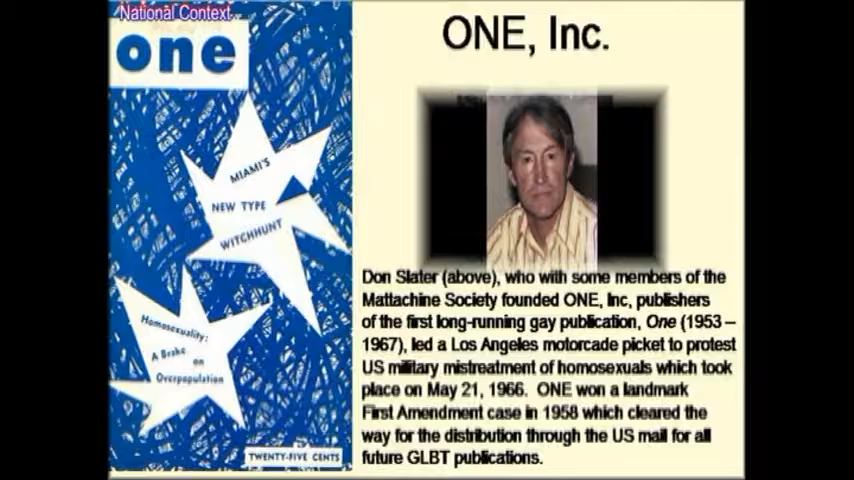 National Context
one
MIAMI'S
NEW TYPE
WITCHHUNT
Homosexuality:
A Brake on
Overpopulation
TWENTY-FIVE CENTS
ONE, Inc.
Don Slater (above), who with some members of the
Mattachine Society founded ONE, Inc, publishers
of the first long-running gay publication, One (1953 –
1967), led a Los Angeles motorcade picket to protest
US military mistreatment of homosexuals which took
place on May 21, 1966. ONE won a landmark
First Amendment case in 1958 which cleared the
way for the distribution through the US mail for all
future GLBT publications.